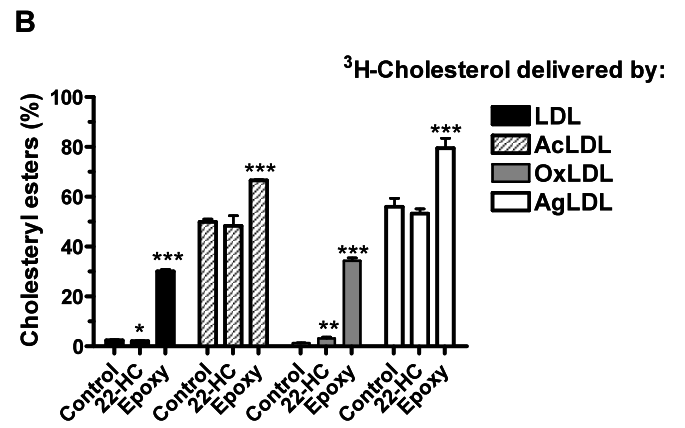 B
³H-Cholesterol delivered by:
LDL
AcLDL
OxLDL
AgLDL
Cholesteryl esters (%)
100
80
60
40
20
0
*
***
***
**
***
***
Control
22-HC
Epoxy
Control
22-HC
Epoxy
Control
22-HC
Epoxy
Control
22-HC
Epoxy